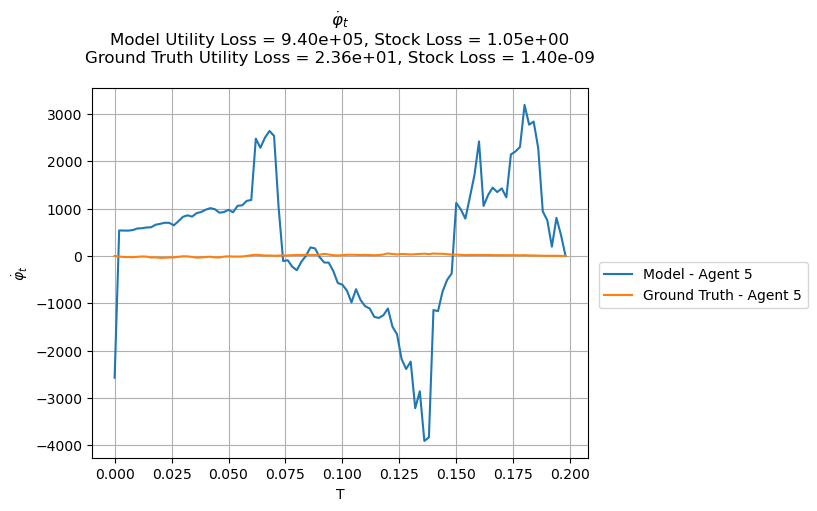 φ̇ₜ
Model Utility Loss = 9.40e+05, Stock Loss = 1.05e+00
Ground Truth Utility Loss = 2.36e+01, Stock Loss = 1.40e-09
3000
2000
1000
0
−1000
−2000
−3000
−4000
φ̇ₜ
0.000 0.025 0.050 0.075 0.100 0.125 0.150 0.175 0.200
T
Model - Agent 5
Ground Truth - Agent 5